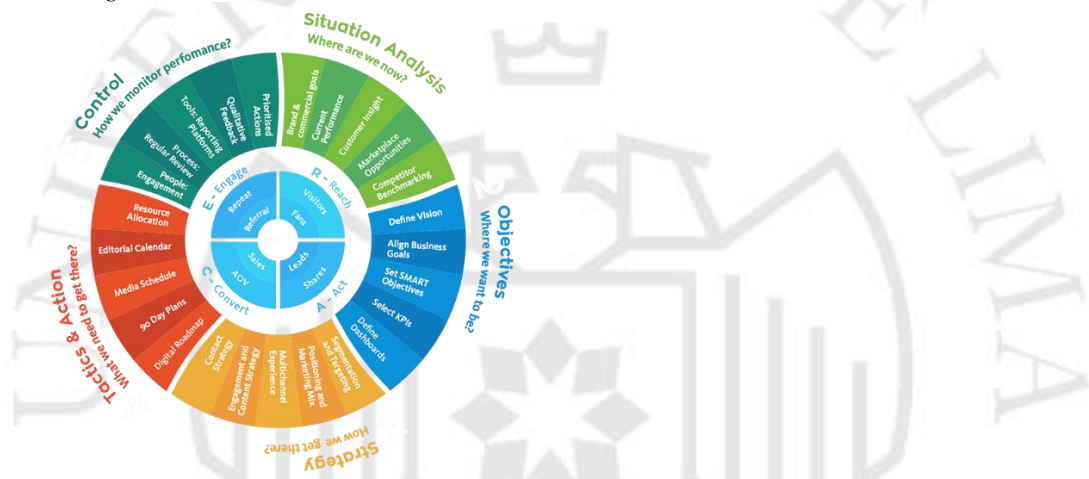 Situation Analysis
Where are we now?
Brand &
commercial goals
Current
Performance
Customer Insight
Marketplace
Opportunities
Competitor
Benchmarking
Objectives
Where we want to be?
Define Vision
Align Business
Goals
Set SMART
Objectives
Select KPIs
Define
Dashboards
Strategy
How we get there?
Segmentation
and Targeting
Positioning and
Marketing Mix
Multichannel
Experience
Engagement and
Content Strategy
Contact
Strategy
Tactics & Action
What we need to get there?
Digital Roadmap
90 Day Plans
Media Schedule
Editorial Calendar
Resource
Allocation
Control
How we monitor perfomance?
People:
Engagement
Process:
Regular Review
Tools: Reporting
Platforms
Qualitative
Feedback
Prioritised
Actions
R - Reach
Visitors
Fans
A - Act
Leads
Shares
C - Convert
Sales
AOV
E - Engage
Repeat
Referral